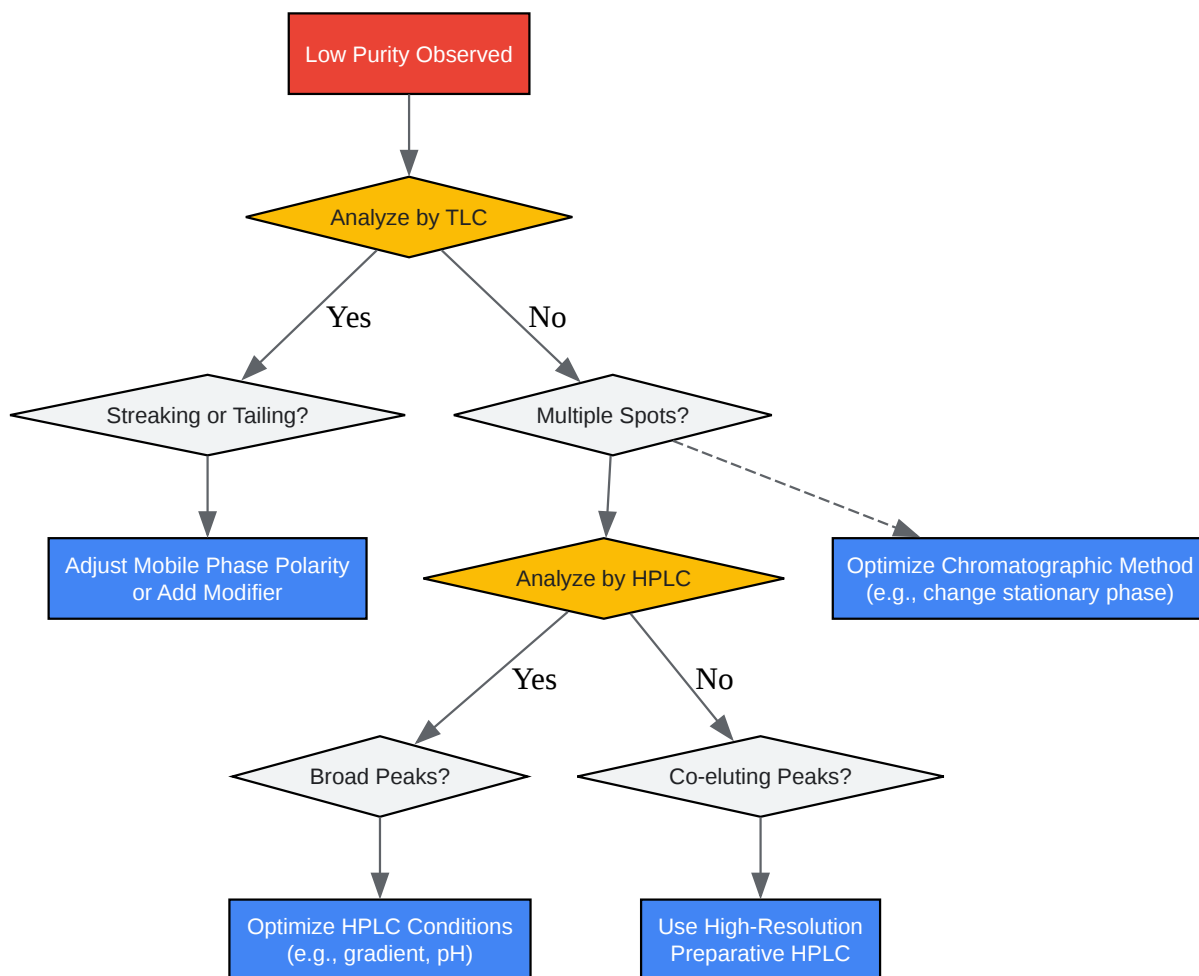 Low Purity Observed
Analyze by TLC
Yes
No
Streaking or Tailing?
Multiple Spots?
Adjust Mobile Phase Polarity
or Add Modifier
Analyze by HPLC
Optimize Chromatographic Method
(e.g., change stationary phase)
Yes
No
Broad Peaks?
Co-eluting Peaks?
Optimize HPLC Conditions
(e.g., gradient, pH)
Use High-Resolution
Preparative HPLC